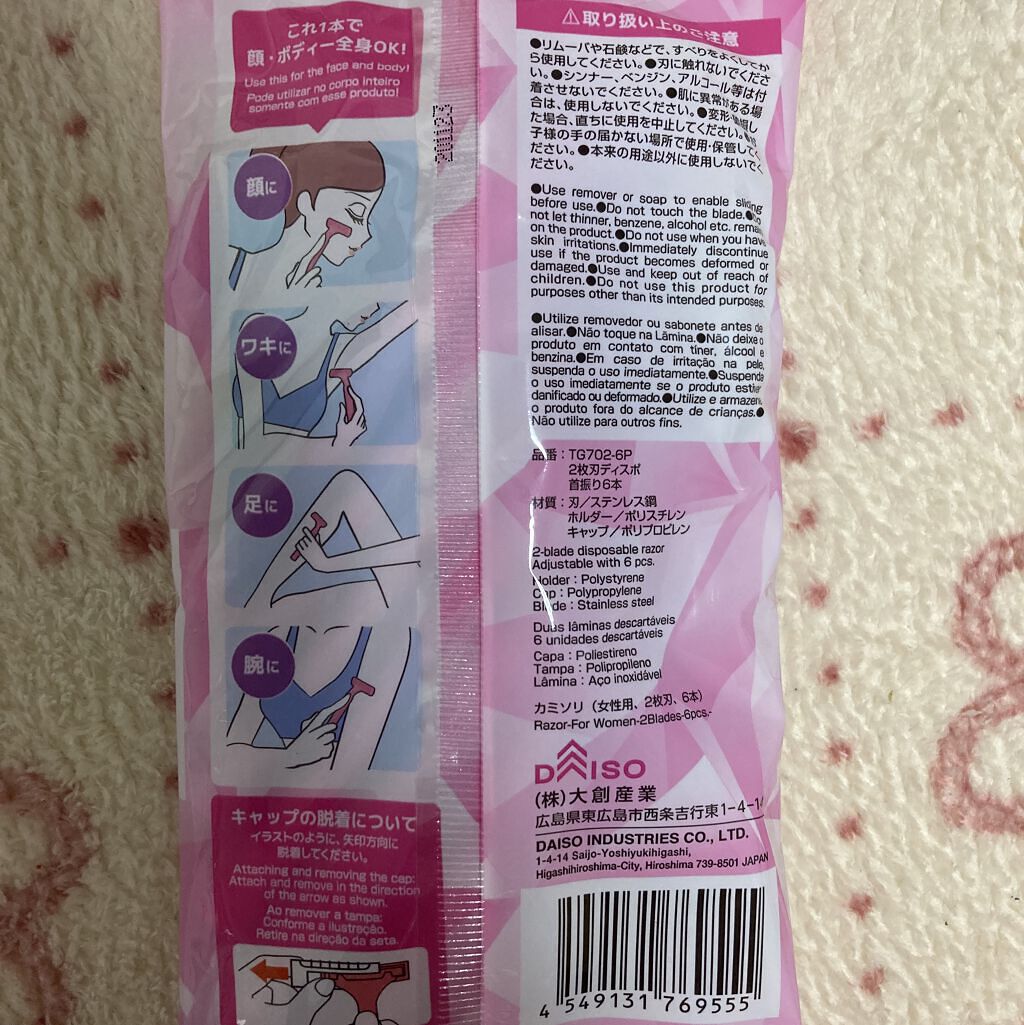 これ1本で
顔・ボディー全身OK!
Use this for the face and body!
Pode utilizar no corpo inteiro
somente com esse produto!
顔に
ワキに
足に
腕に
キャップの脱着について
イラストのように、矢印方向に
脱着してください。
Attaching and removing the cap:
Attach and remove in the direction
of the arrow as shown.
Ao remover a tampa:
Conforme a ilustração.
Retire na direção da seta.
⚠取り扱い上のご注意
●リムーバや石鹸などで、すべりをよくしてか
ら使用してください。●刃に触れないでくださ
い。●シンナー、ベンジン、アルコール等は付
着させないでください。●肌に異常がある場
合は、使用しないでください。●変形・破損し
た場合、直ちに使用を中止してください。●お
子様の手の届かない場所で使用・保管してく
ださい。●本来の用途以外に使用しないでく
ださい。
●Use remover or soap to enable sliding
before use.●Do not touch the blade.●Do
not let thinner, benzene, alcohol etc. remain
on the product.●Do not use when you have
skin irritations.●Immediately discontinue
use if the product becomes deformed or
damaged.●Use and keep out of reach of
children.●Do not use this product for
purposes other than its intended purposes.
●Utilize removedor ou sabonete antes de
alisar.●Não toque na Lâmina.●Não deixe o
produto em contato com tíner, álcool e
benzina.●Em caso de irritação na pele,
suspenda o uso imediatamente.●Suspenda
o uso imediatamente se o produto estiver
danificado ou deformado.●Utilize e armazene
o produto fora do alcance de crianças.●
Não utilize para outros fins.
品番：TG702-6P
2枚刃ディスポ
首振り6本
材質：刃／ステンレス鋼
ホルダー／ポリスチレン
キャップ／ポリプロピレン
2-blade disposable razor
Adjustable with 6 pcs.
Holder : Polystyrene
Cap : Polypropylene
Blade : Stainless steel
Duas lâminas descartáveis
6 unidades descartáveis
Capa : Poliestireno
Tampa : Polipropileno
Lâmina : Aço inoxidável
カミソリ（女性用、2枚刃、6本）
Razor-For Women-2Blades-6pcs.-
DAISO
(株)大創産業
広島県東広島市西条吉行東1-4-14
DAISO INDUSTRIES CO., LTD.
1-4-14 Saijo-Yoshiyukihigashi,
Higashihiroshima-City, Hiroshima 739-8501 JAPAN
4 549131 769555